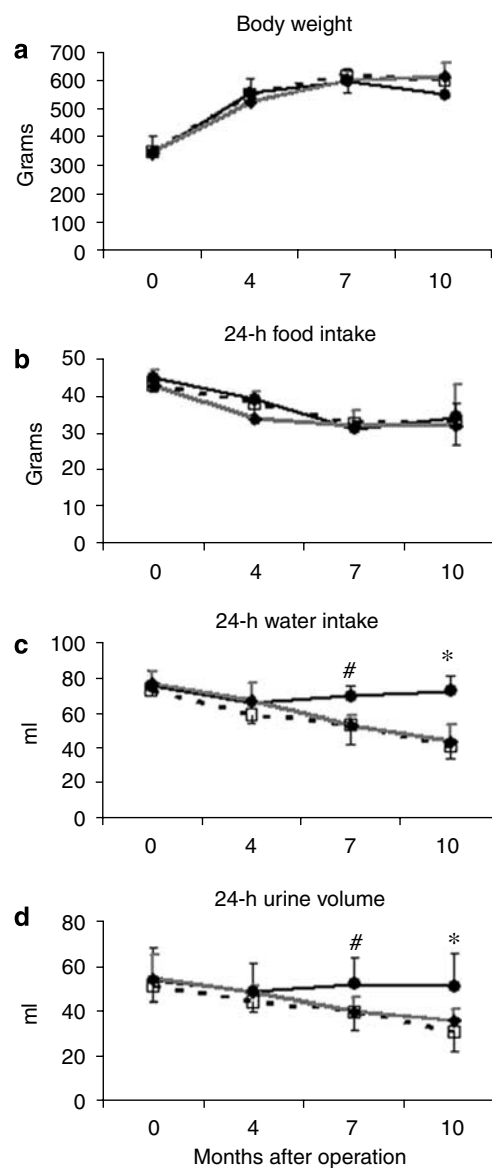 a
Body weight
700
600
500
400
300
200
100
0
Grams
0 4 7 10
b
24-h food intake
50
40
30
20
10
0
Grams
0 4 7 10
c
24-h water intake
100
80
60
40
20
0
ml
# *
0 4 7 10
d
24-h urine volume
80
60
40
20
0
ml
# *
0 4 7 10
Months after operation